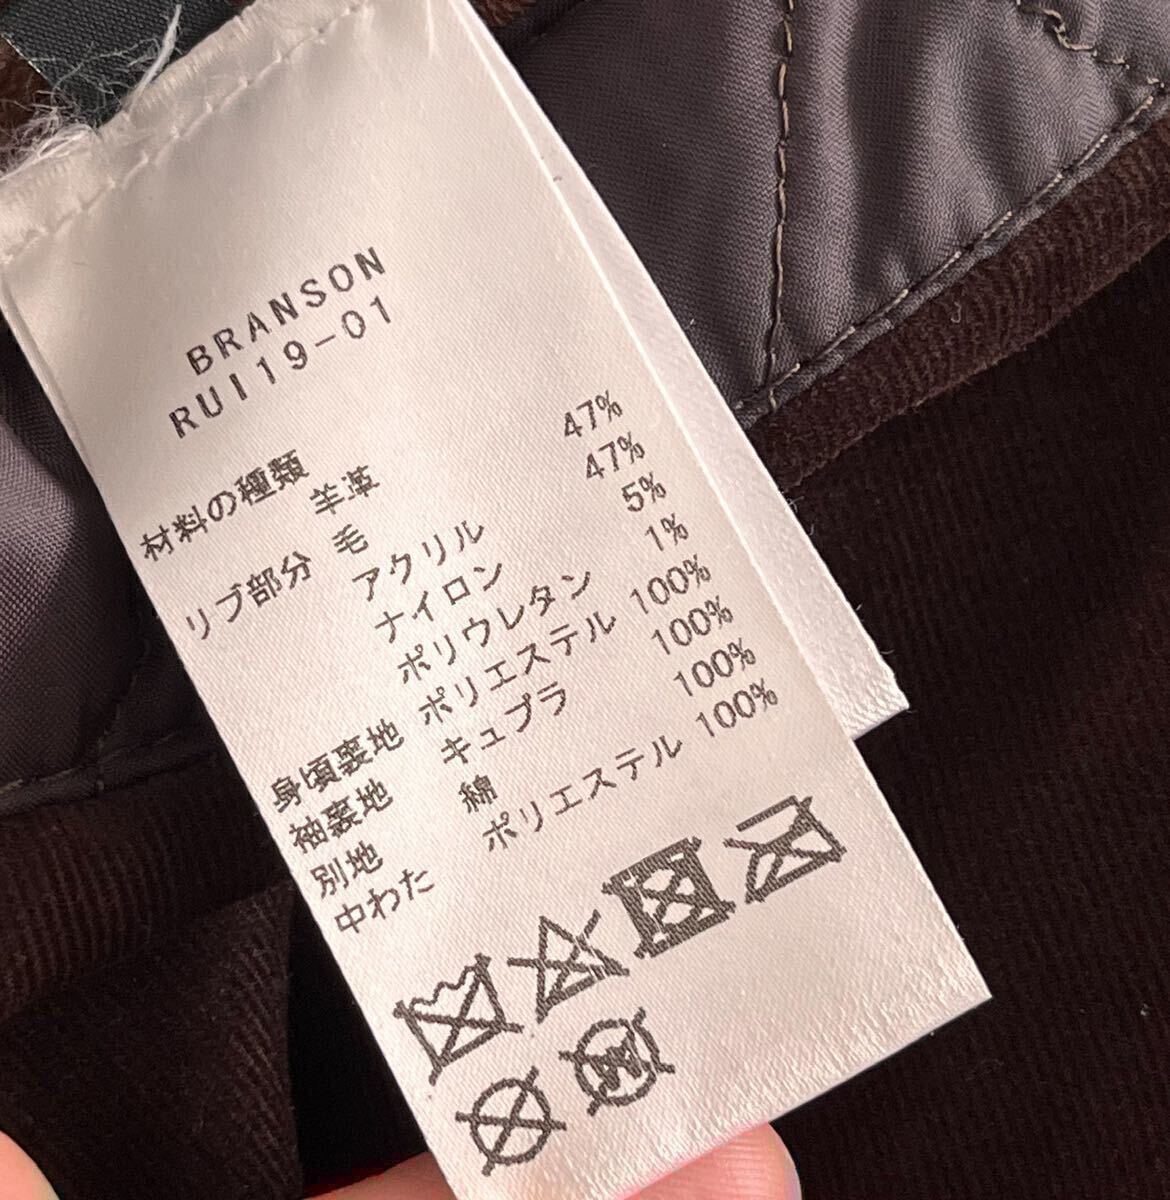 BRANSON
RUI19-01
材料の種類 羊革
リブ部分 毛 47%
アクリル 47%
ナイロン 5%
ポリウレタン 1%
身頃裏地 ポリエステル 100%
袖裏地 キュプラ 100%
別地 綿 100%
中わた ポリエステル 100%